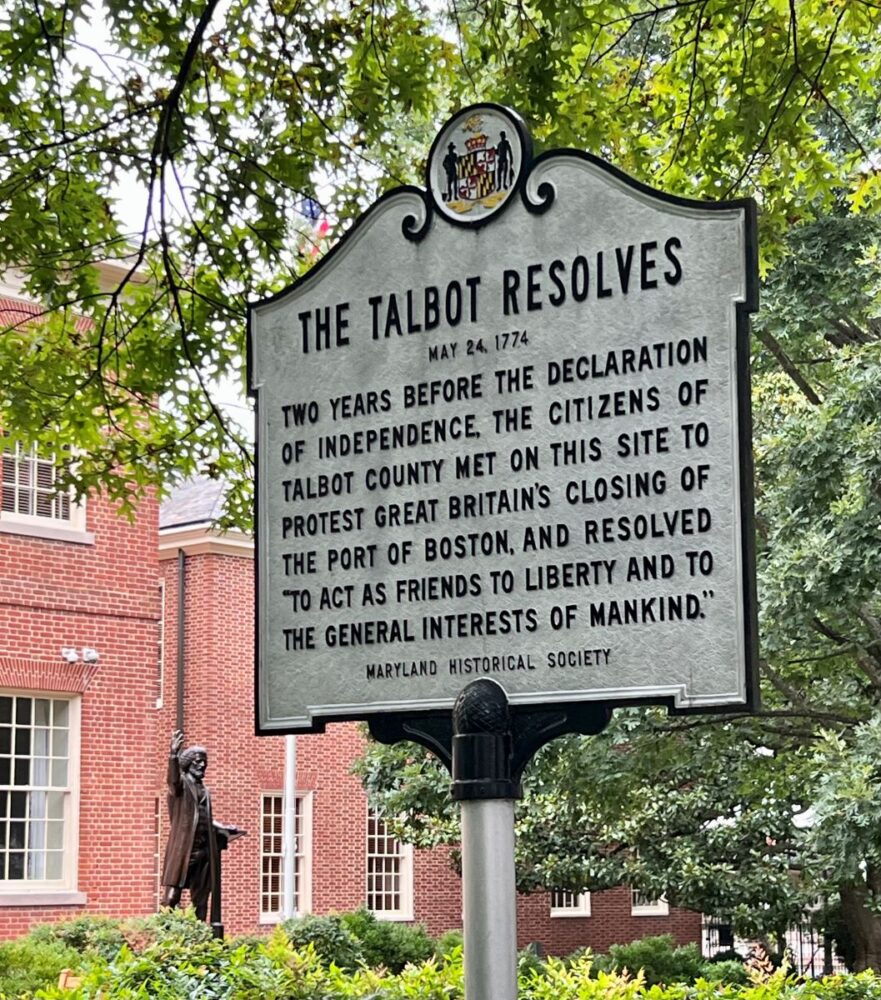 THE TALBOT RESOLVES
MAY 24, 1774
TWO YEARS BEFORE THE DECLARATION
OF INDEPENDENCE, THE CITIZENS OF
TALBOT COUNTY MET ON THIS SITE TO
PROTEST GREAT BRITAIN'S CLOSING OF
THE PORT OF BOSTON, AND RESOLVED
"TO ACT AS FRIENDS TO LIBERTY AND TO
THE GENERAL INTERESTS OF MANKIND."
MARYLAND HISTORICAL SOCIETY